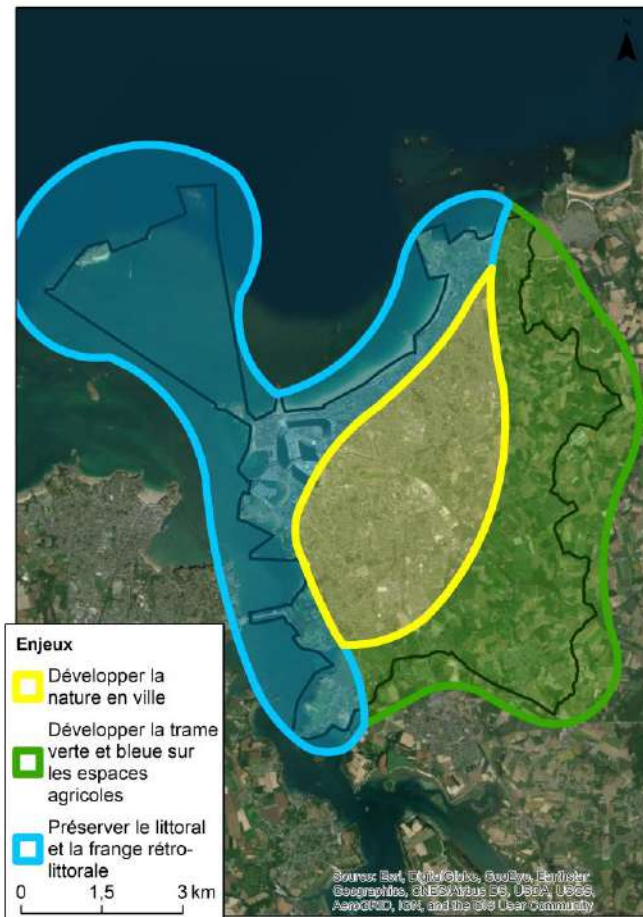 N
Enjeux
Développer la
nature en ville
Développer la trame
verte et bleue sur
les espaces
agricoles
Préserver le littoral
et la frange rétro-
littorale
0 1,5 3 km
Source: Esri, DigitalGlobe, GeoEye, Earthstar
Geographics, CNES/Airbus DS, USDA, USGS,
AeroGRID, IGN, and the GIS User Community